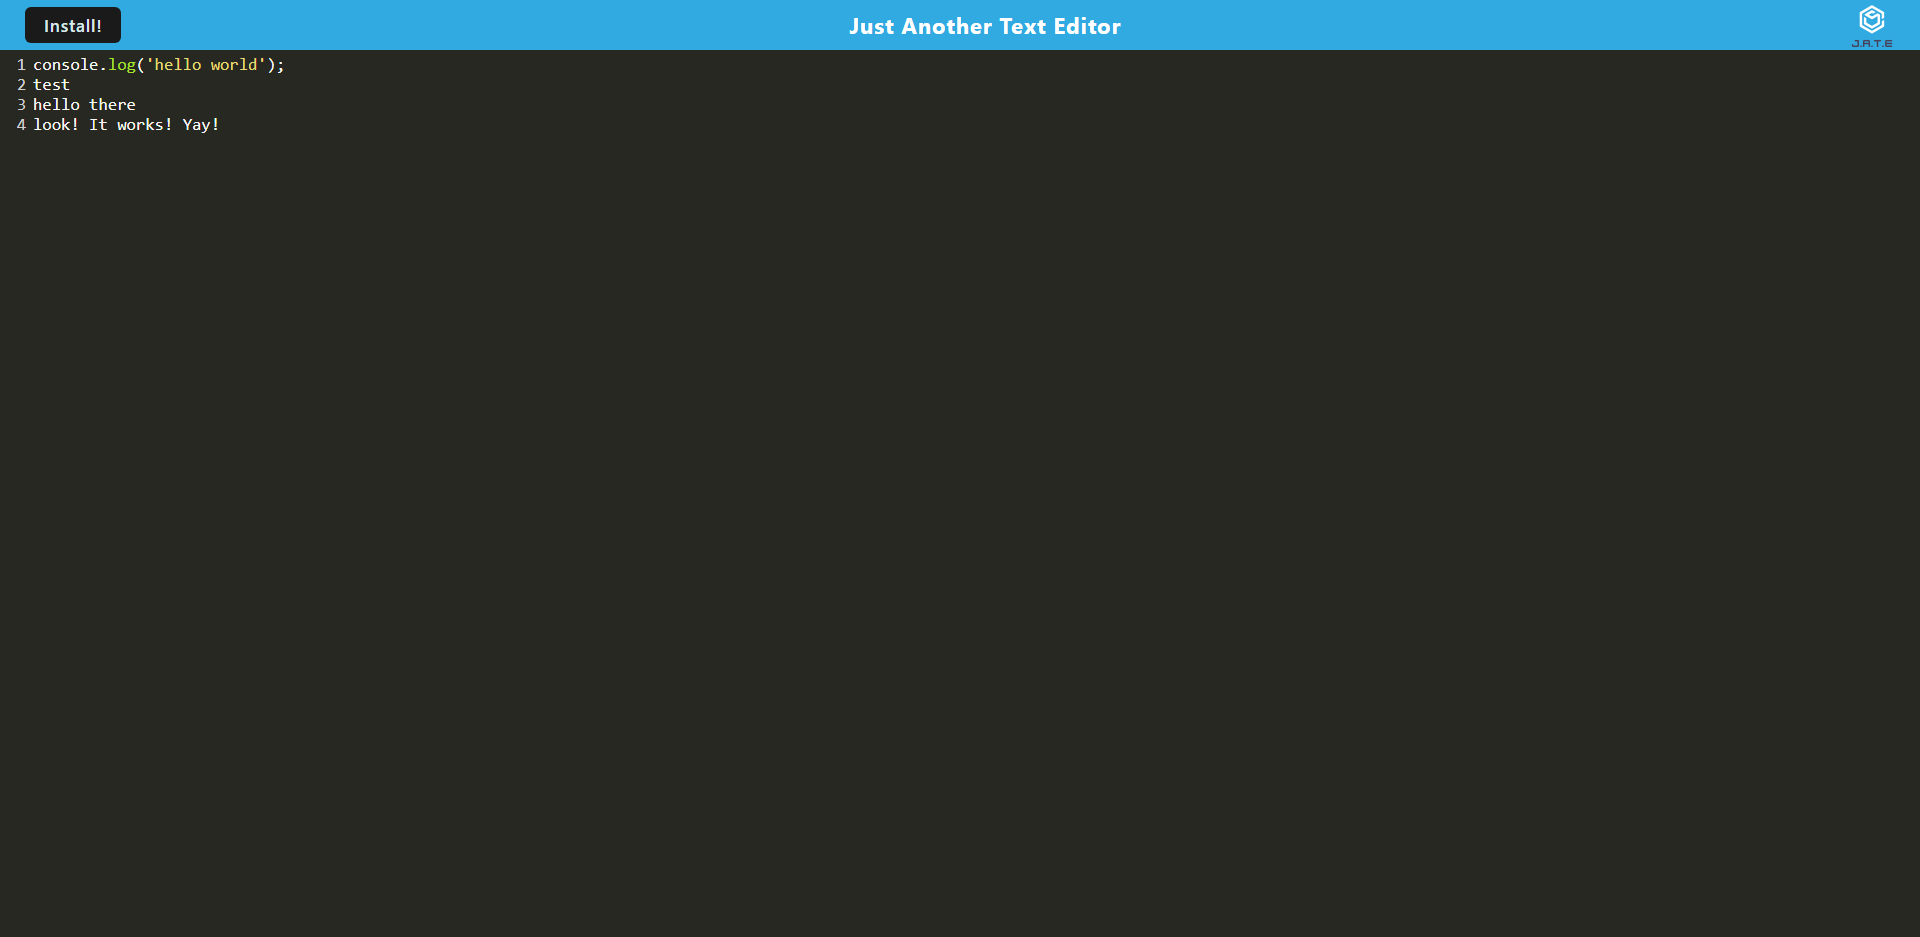 Install!
Just Another Text Editor
J.A.T.E
1 console.log('hello world');
2 test
3 hello there
4 look! It works! Yay!